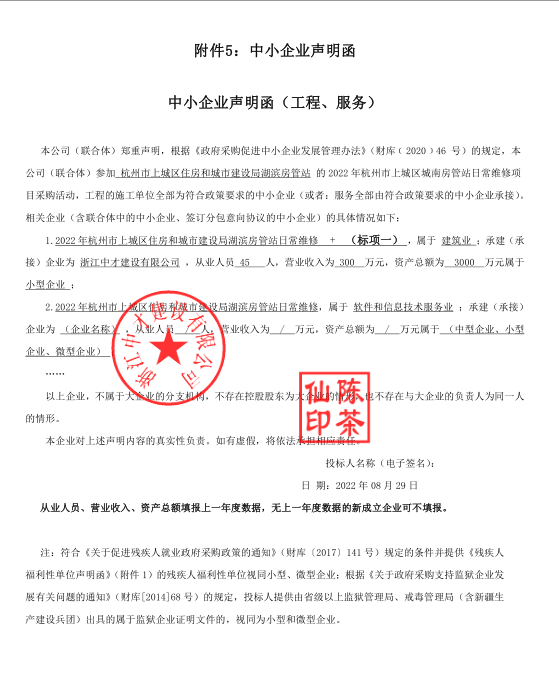 附件5：中小企业声明函
中小企业声明函（工程、服务）
本公司（联合体）郑重声明，根据《政府采购促进中小企业发展管理办法》（财库﹝2020﹞46 号）的规定，本
公司（联合体）参加 杭州市上城区住房和城市建设局湖滨房管站 的 2022年杭州市上城区城南房管站日常维修项
目采购活动，工程的施工单位全部为符合政策要求的中小企业（或者：服务全部由符合政策要求的中小企业承接）。
相关企业（含联合体中的中小企业、签订分包意向协议的中小企业）的具体情况如下：
1.2022年杭州市上城区住房和城市建设局湖滨房管站日常维修 + （标项一），属于 建筑业 ；承建（承
接）企业为 浙江中才建设有限公司 ，从业人员 45 人，营业收入为 300 万元，资产总额为 3000 万元属于
小型企业 ；
2.2022年杭州市上城区住房和城市建设局湖滨房管站日常维修，属于 软件和信息技术服务业 ；承建（承接）
企业为 （企业名称） ，从业人员 / 人，营业收入为 / 万元，资产总额为 / 万元属于 （中型企业、小型
企业、微型企业）
……
以上企业，不属于大企业的分支机构，不存在控股股东为大企业的情形，也不存在与大企业的负责人为同一人
的情形。
本企业对上述声明内容的真实性负责。如有虚假，将依法承担相应责任。
浙江中才建设有限公司
陈茶仙印
投标人名称（电子签名）：
日 期：2022 年 08 月 29 日
从业人员、营业收入、资产总额填报上一年度数据，无上一年度数据的新成立企业可不填报。
注：符合《关于促进残疾人就业政府采购政策的通知》（财库〔2017〕141 号）规定的条件并提供《残疾人
福利性单位声明函》（附件 1）的残疾人福利性单位视同小型、微型企业；根据《关于政府采购支持监狱企业发
展有关问题的通知》（财库[2014]68 号）的规定，投标人提供由省级以上监狱管理局、戒毒管理局（含新疆生
产建设兵团）出具的属于监狱企业证明文件的，视同为小型和微型企业。